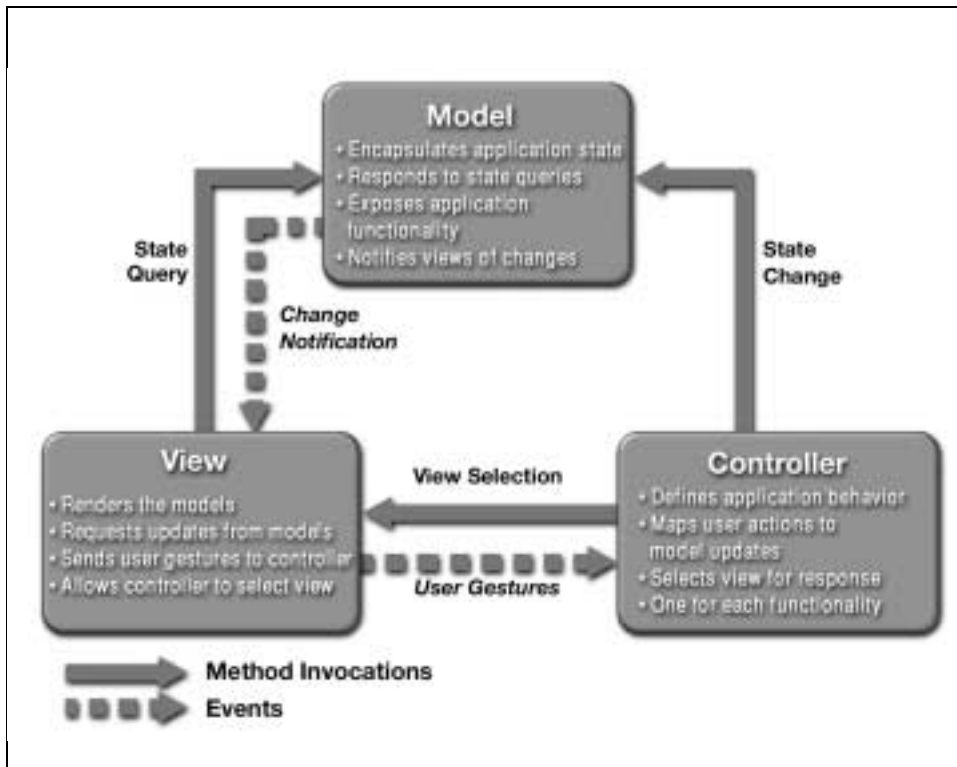 Model
• Encapsulates application state
• Responds to state queries
• Exposes application
functionality
• Notifies views of changes
State
Query
State
Change
Change
Notification
View
• Renders the models
• Requests updates from models
• Sends user gestures to controller
• Allows controller to select view
View Selection
User Gestures
Controller
• Defines application behavior
• Maps user actions to
model updates
• Selects view for response
• One for each functionality
Method Invocations
Events